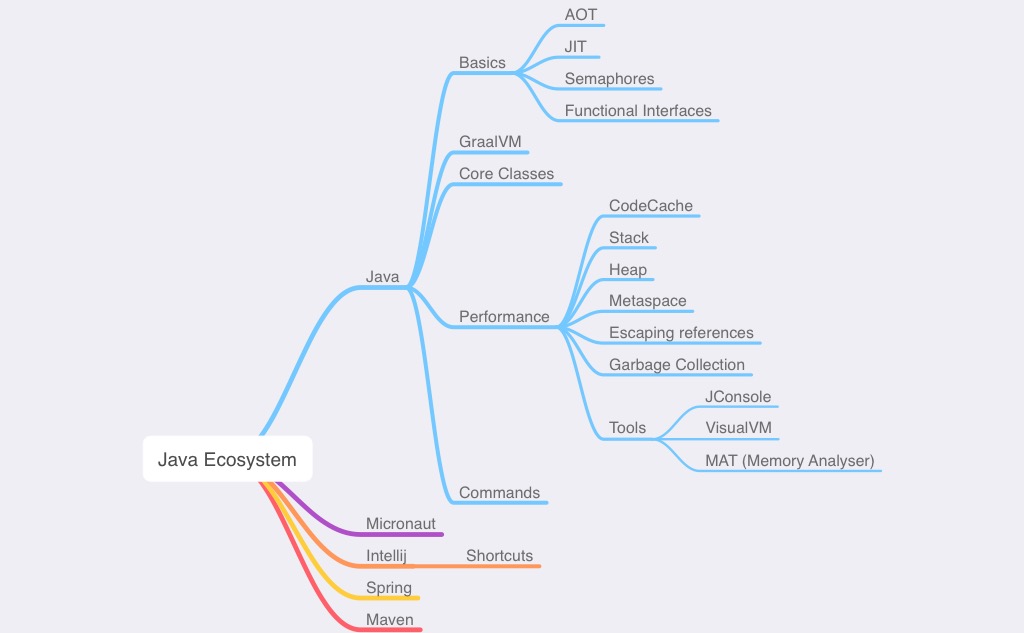 AOT
JIT
Semaphores
Functional Interfaces
Basics
GraalVM
Core Classes
CodeCache
Stack
Heap
Metaspace
Escaping references
Garbage Collection
JConsole
VisualVM
MAT (Memory Analyser)
Tools
Performance
Commands
Java
Java Ecosystem
Micronaut
Intellij
Shortcuts
Spring
Maven